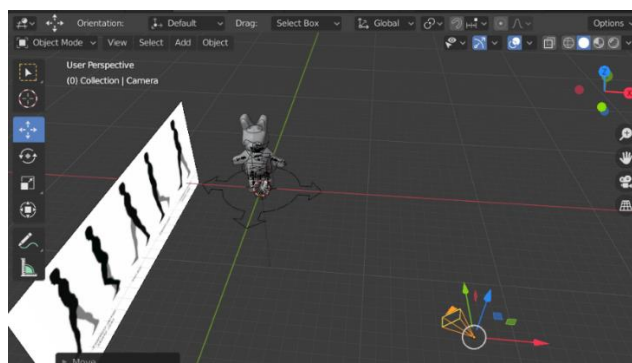 Orientation: Default Drag: Select Box Global Options
Object Mode View Select Add Object
User Perspective
(0) Collection | Camera
Z
X
Move